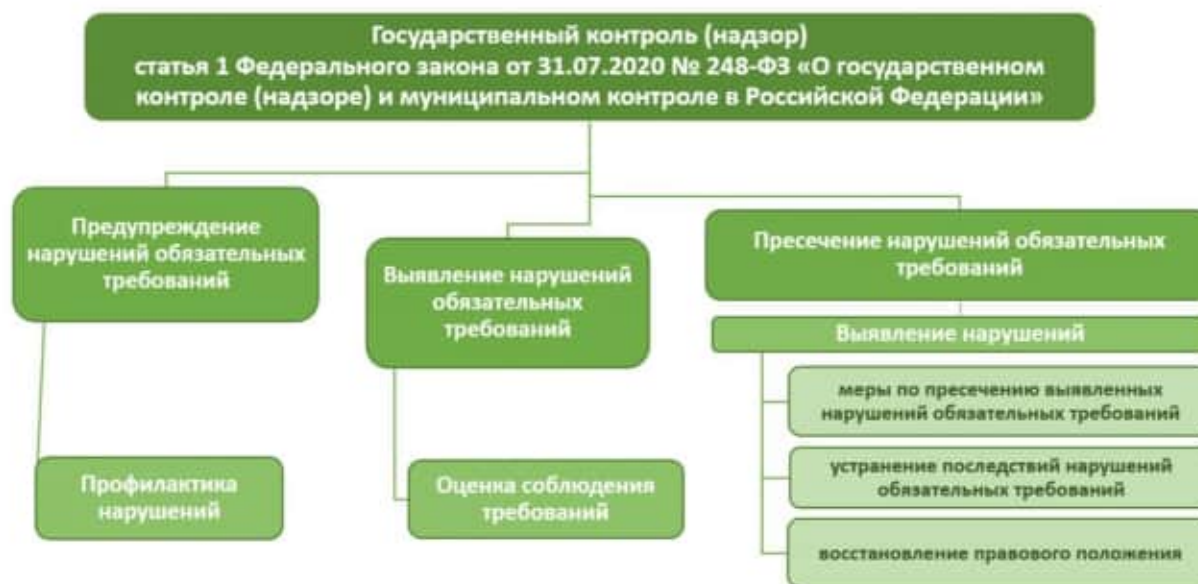 Государственный контроль (надзор)
статья 1 Федерального закона от 31.07.2020 № 248-ФЗ «О государственном
контроле (надзоре) и муниципальном контроле в Российской Федерации»
Предупреждение
нарушений обязательных
требований
Профилактика
нарушений
Выявление нарушений
обязательных
требований
Оценка соблюдения
требований
Пресечение нарушений обязательных
требований
Выявление нарушений
меры по пресечению выявленных
нарушений обязательных требований
устранение последствий нарушений
обязательных требований
восстановление правового положения